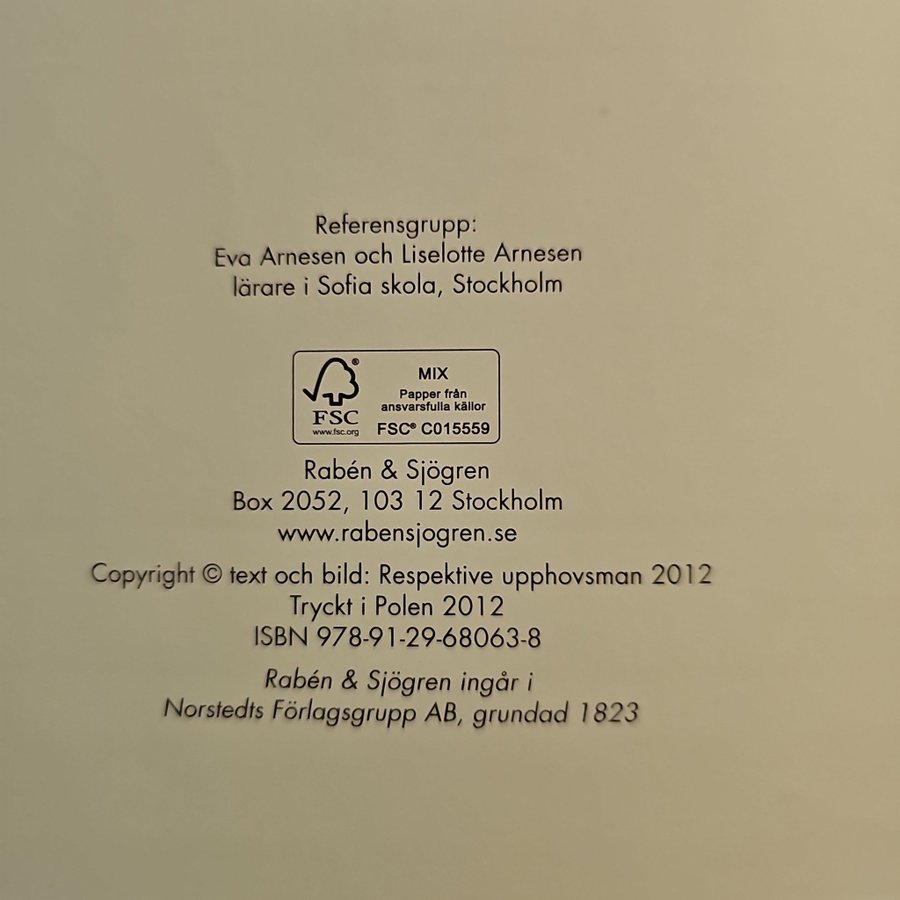 Referensgrupp:
Eva Arnesen och Liselotte Arnesen
lärare i Sofia skola, Stockholm
®
FSC
www.fsc.org
MIX
Papper från
ansvarsfulla källor
FSC® C015559
Rabén & Sjögren
Box 2052, 103 12 Stockholm
www.rabensjogren.se
Copyright © text och bild: Respektive upphovsman 2012
Tryckt i Polen 2012
ISBN 978-91-29-68063-8
Rabén & Sjögren ingår i
Norstedts Förlagsgrupp AB, grundad 1823